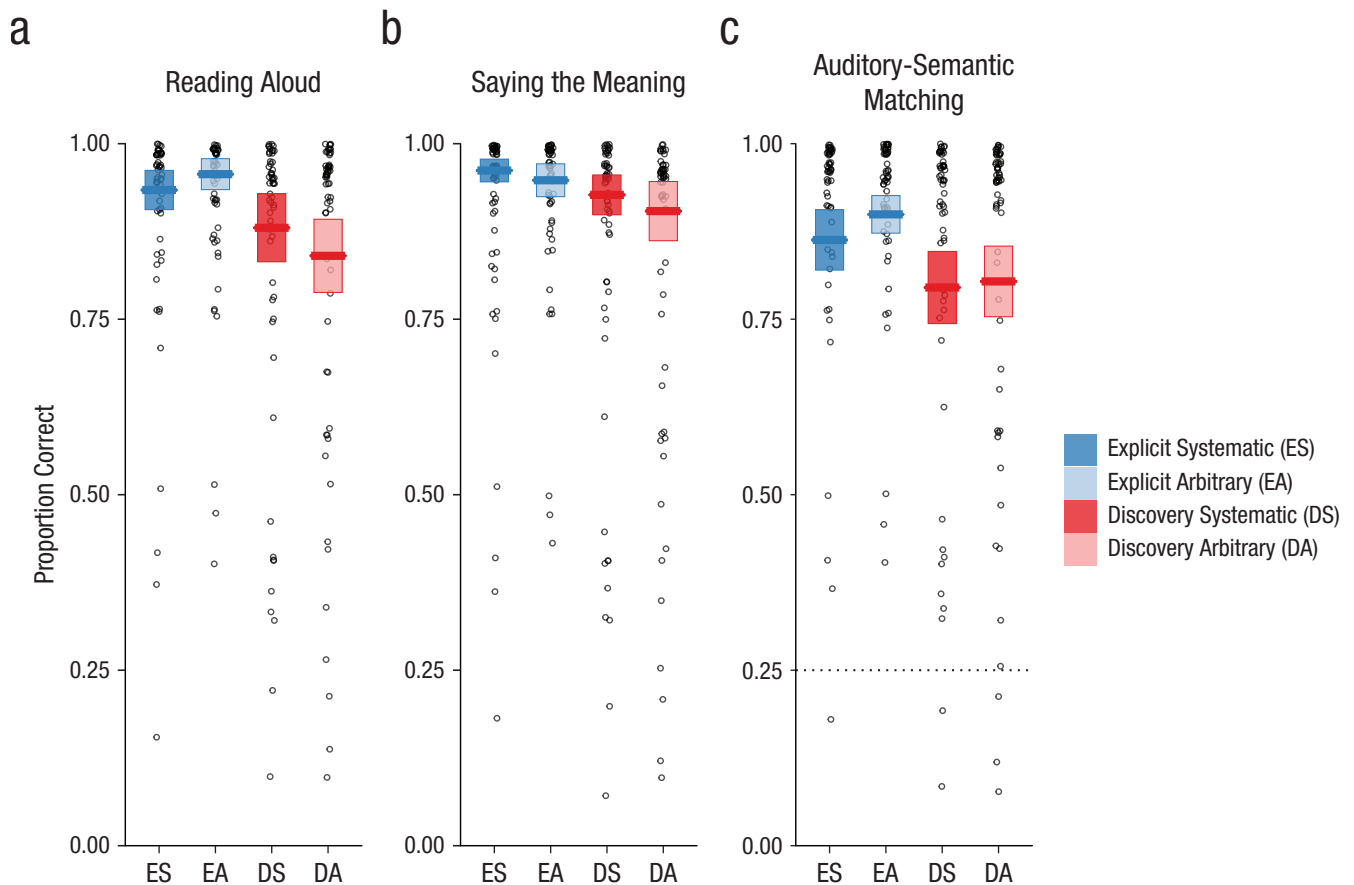 a
Reading Aloud
b
Saying the Meaning
c
Auditory-Semantic
Matching
Proportion Correct
1.00
0.75
0.50
0.25
0.00
ES EA DS DA
1.00
0.75
0.50
0.25
0.00
ES EA DS DA
1.00
0.75
0.50
0.25
0.00
ES EA DS DA
Explicit Systematic (ES)
Explicit Arbitrary (EA)
Discovery Systematic (DS)
Discovery Arbitrary (DA)